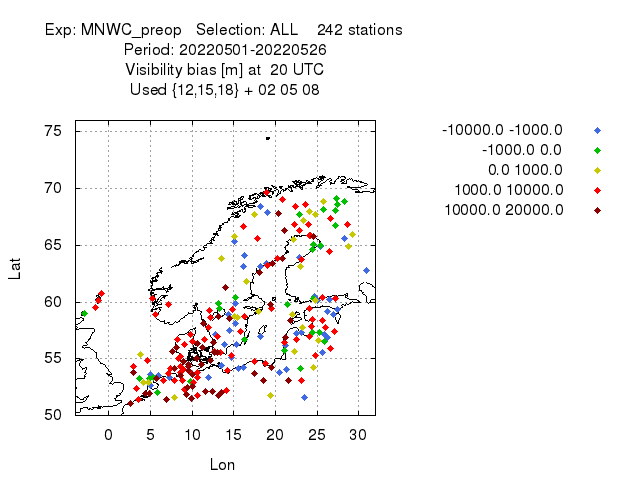 Exp: MNWC_preop   Selection: ALL    242 stations
Period: 20220501-20220526
Visibility bias [m] at  20 UTC
Used {12,15,18} + 02 05 08
-10000.0 -1000.0
-1000.0 0.0
0.0 1000.0
1000.0 10000.0
10000.0 20000.0
75
70
65
60
55
50
Lat
0 5 10 15 20 25 30
Lon